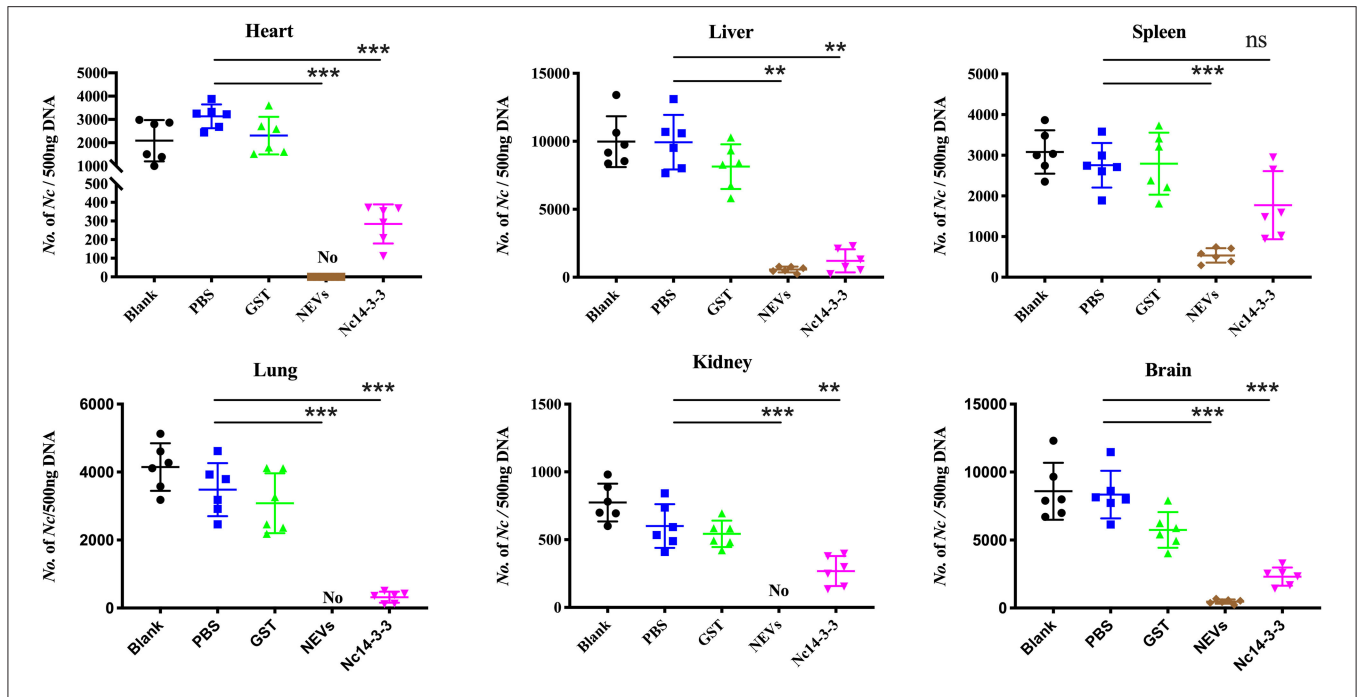 Heart
***
***
No. of Nc / 500ng DNA
5000
4000
3000
2000
1000
500
400
300
200
100
0
No
Blank
PBS
GST
NEVs
Nc14-3-3
Liver
**
**
No. of Nc / 500ng DNA
15000
10000
5000
0
Blank
PBS
GST
NEVs
Nc14-3-3
Spleen
ns
***
No. of Nc / 500ng DNA
5000
4000
3000
2000
1000
0
Blank
PBS
GST
NEVs
Nc14-3-3
Lung
***
***
No. of Nc/500ng DNA
6000
4000
2000
0
No
Blank
PBS
GST
NEVs
Nc14-3-3
Kidney
**
***
No. of Nc / 500ng DNA
1500
1000
500
0
No
Blank
PBS
GST
NEVs
Nc14-3-3
Brain
***
***
No. of Nc / 500ng DNA
15000
10000
5000
0
Blank
PBS
GST
NEVs
Nc14-3-3